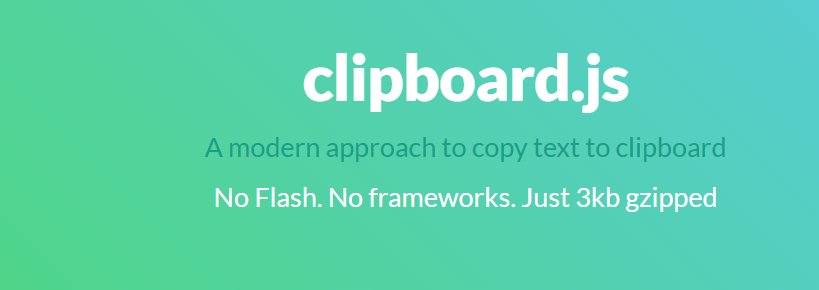 clipboard.js
A modern approach to copy text to clipboard
No Flash. No frameworks. Just 3kb gzipped